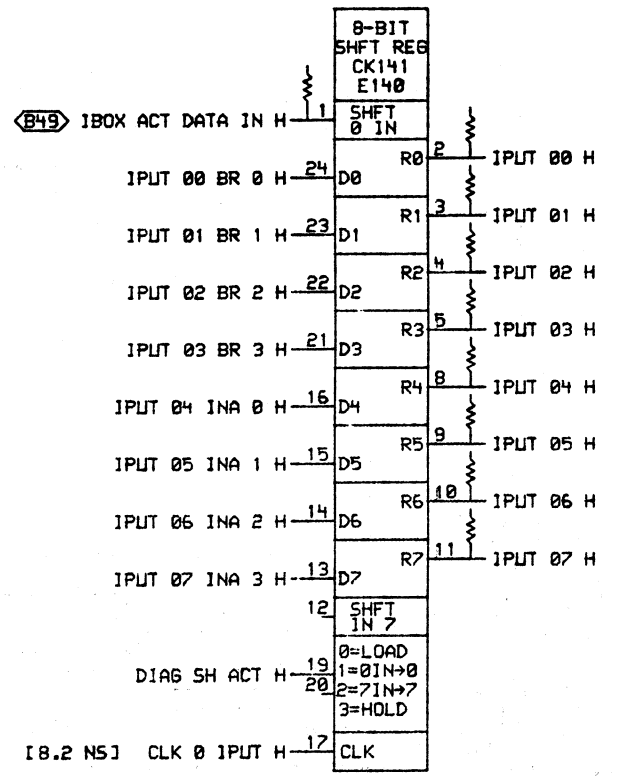 8-BIT
SHFT REG
CK141
E140
B49 IBOX ACT DATA IN H 1 SHFT
0 IN
R0 2 IPUT 00 H
IPUT 00 BR 0 H 24 D0
R1 3 IPUT 01 H
IPUT 01 BR 1 H 23 D1
R2 4 IPUT 02 H
IPUT 02 BR 2 H 22 D2
R3 5 IPUT 03 H
IPUT 03 BR 3 H 21 D3
R4 8 IPUT 04 H
IPUT 04 INA 0 H 16 D4
R5 9 IPUT 05 H
IPUT 05 INA 1 H 15 D5
R6 10 IPUT 06 H
IPUT 06 INA 2 H 14 D6
R7 11 IPUT 07 H
IPUT 07 INA 3 H 13 D7
12 SHFT
IN 7
0=LOAD
DIAG SH ACT H 19 1=0IN→0
20 2=7IN→7
3=HOLD
[8.2 NS] CLK 0 IPUT H 17 CLK